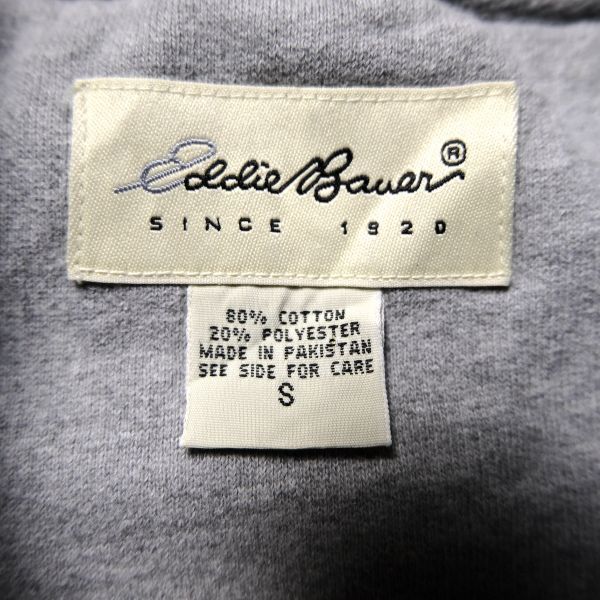 Eddie Bauer®
SINCE 1920
80% COTTON
20% POLYESTER
MADE IN PAKISTAN
SEE SIDE FOR CARE
S